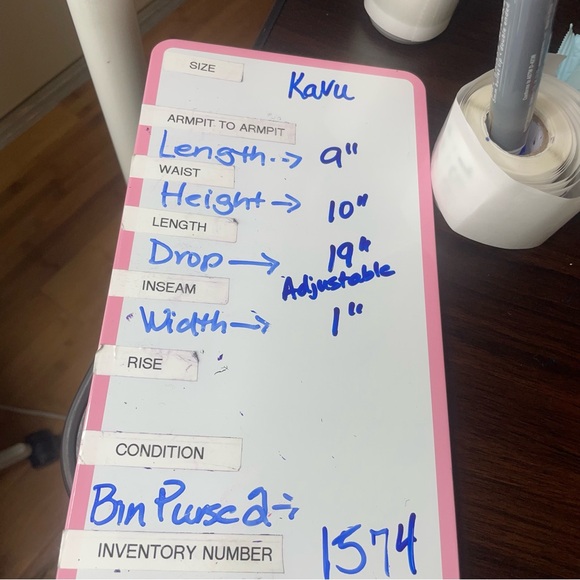 SIZE
Kavu
ARMPIT TO ARMPIT
Length --> 9"
WAIST
Height → 10"
LENGTH
Drop → 19"
Adjustable
INSEAM
Width → 1"
RISE
CONDITION
Bin Purse 2 →
INVENTORY NUMBER 1574